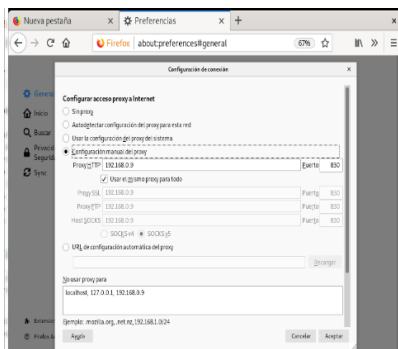 Nueva pestaña
Preferencias
Firefox about:preferences#general 67%
Configuración de conexión
General
Inicio
Buscar
Privaci
Segurida
Sync
Extension
Firefox A
Configurar acceso proxy a Internet
Sin proxy
Autodetectar configuración del proxy para esta red
Usar la configuración del proxy del sistema
Configuración manual del proxy
Proxy HTTP 192.168.0.9 Puerto 830
Usar el mismo proxy para todo
Proxy SSL 192.168.0.9 Puerto 830
Proxy FTP 192.168.0.9 Puerto 830
Host SOCKS 192.168.0.9 Puerto 830
SOCKS v4 SOCKS v5
URL de configuración automática del proxy
Recargar
No usar proxy para
localhost, 127.0.0.1, 192.168.0.9
Ejemplo: .mozilla.org, .net.nz, 192.168.1.0/24
Ayuda Cancelar Aceptar